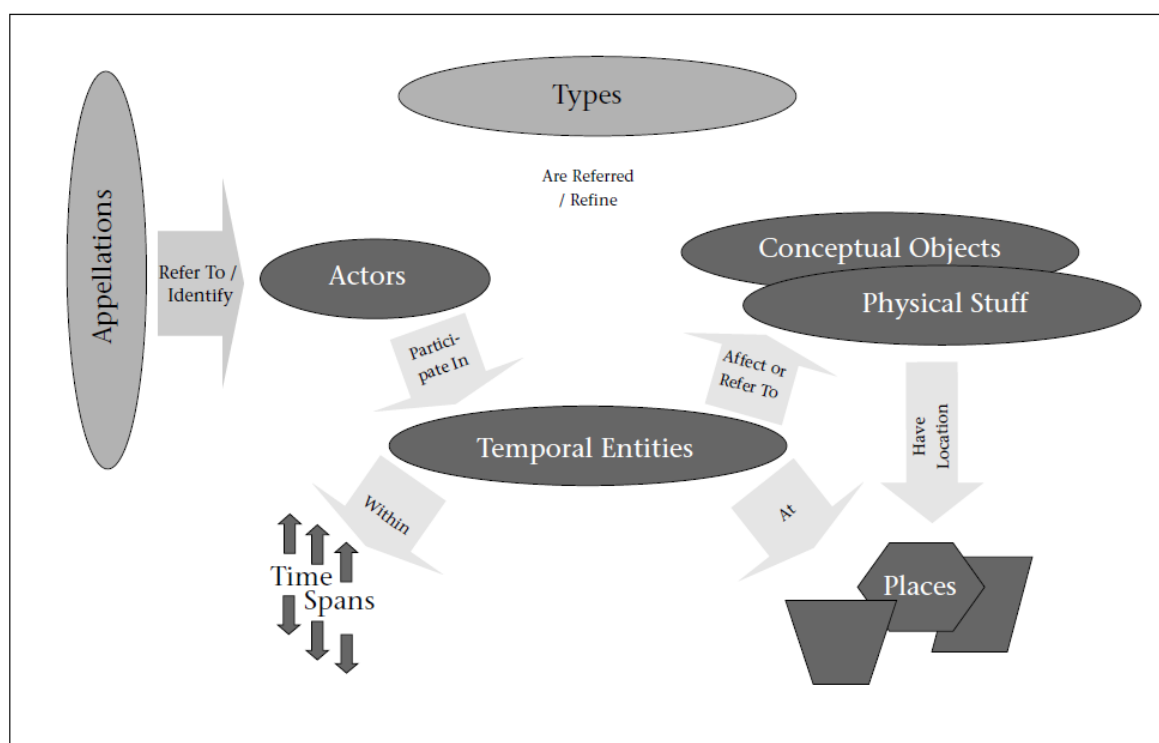 Types
Are Referred
/ Refine
Appellations
Refer To /
Identify
Actors
Conceptual Objects
Physical Stuff
Partici-
pate In
Affect or
Refer To
Have
Location
Temporal Entities
Within
At
Time
Spans
Places